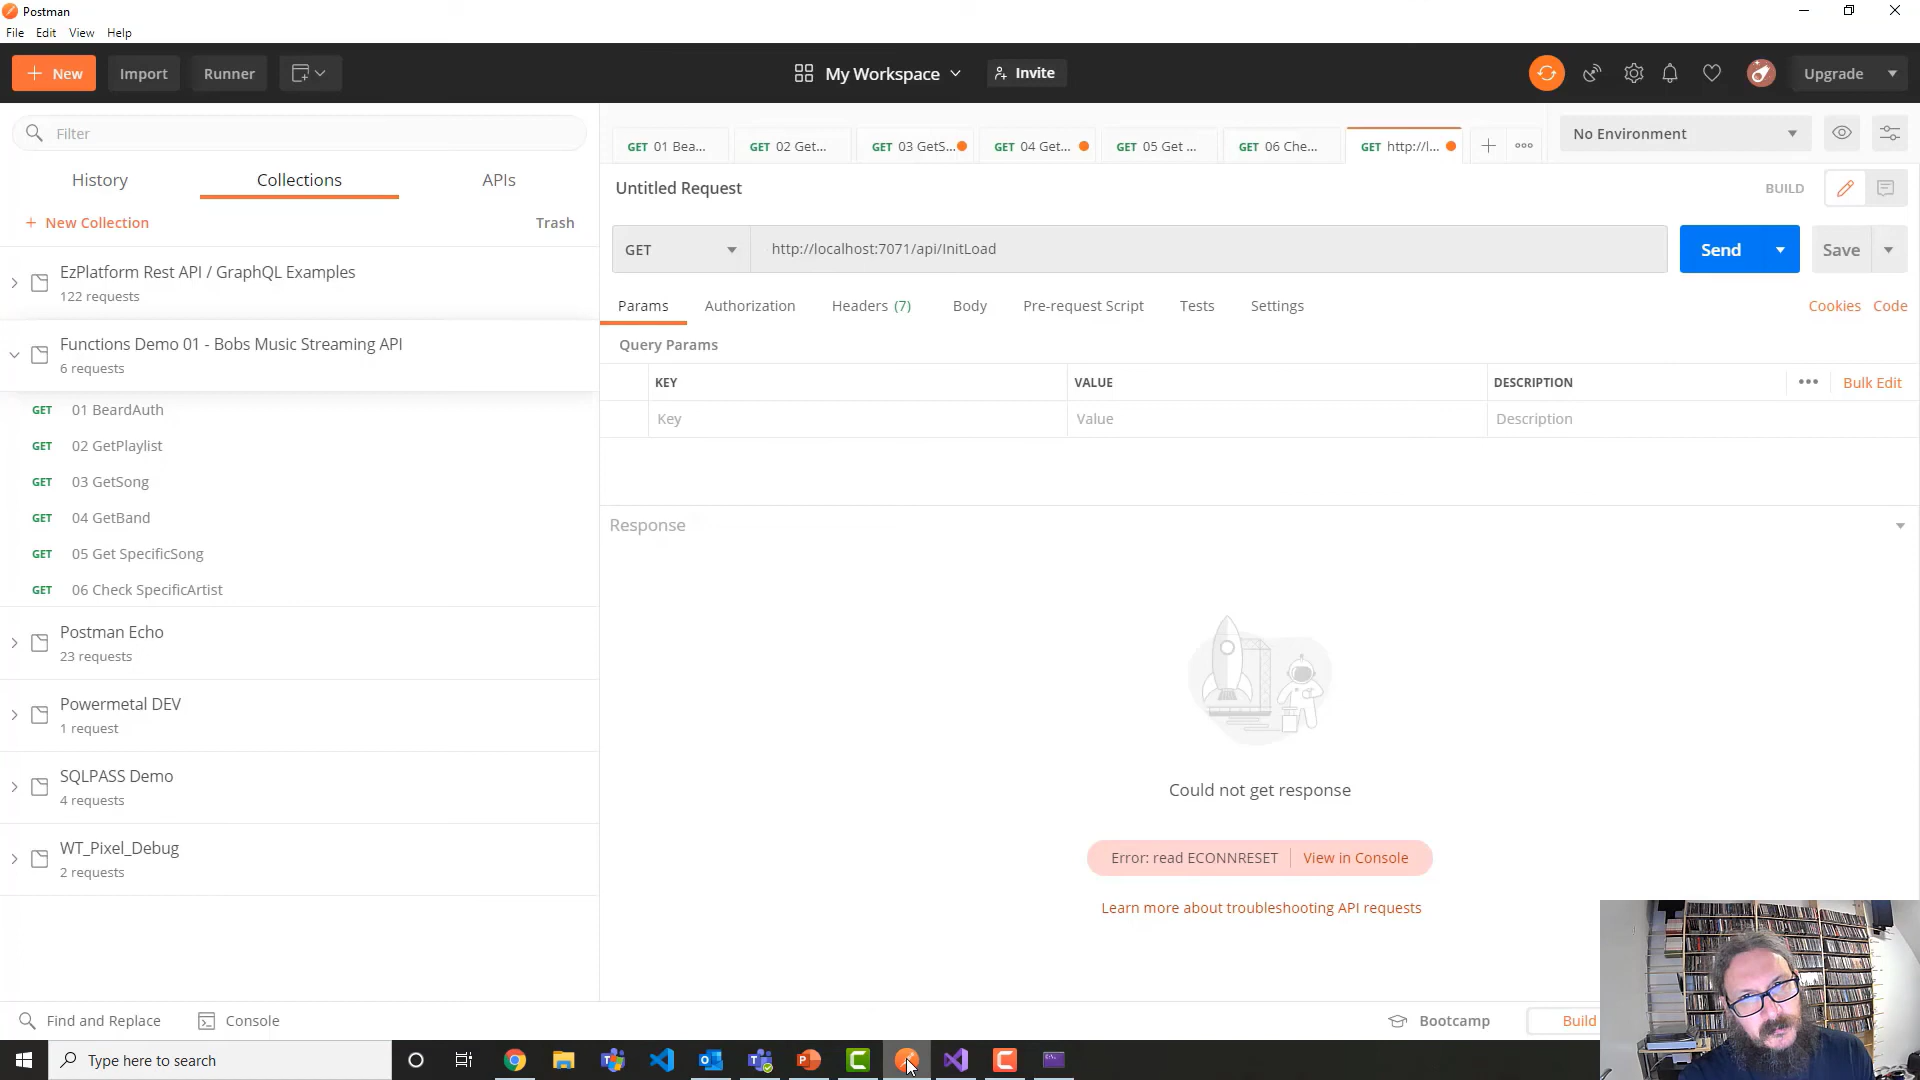 Postman
File Edit View Help
New Import Runner My Workspace Invite Upgrade
Filter
History Collections APIs
New Collection Trash
EzPlatform Rest API / GraphQL Examples
122 requests
Functions Demo 01 - Bobs Music Streaming API
6 requests
GET 01 BeardAuth
GET 02 GetPlaylist
GET 03 GetSong
GET 04 GetBand
GET 05 Get SpecificSong
GET 06 Check SpecificArtist
Postman Echo
23 requests
Powermetal DEV
1 request
SQLPASS Demo
4 requests
WT_Pixel_Debug
2 requests
GET 01 Bea... GET 02 Get... GET 03 GetS... GET 04 Get... GET 05 Get ... GET 06 Che... GET http://l...
No Environment
Untitled Request BUILD
GET http://localhost:7071/api/InitLoad Send Save
Params Authorization Headers (7) Body Pre-request Script Tests Settings Cookies Code
Query Params
KEY VALUE DESCRIPTION Bulk Edit
Key Value Description
Response
Could not get response
Error: read ECONNRESET View in Console
Learn more about troubleshooting API requests
Find and Replace Console Bootcamp Build
Type here to search